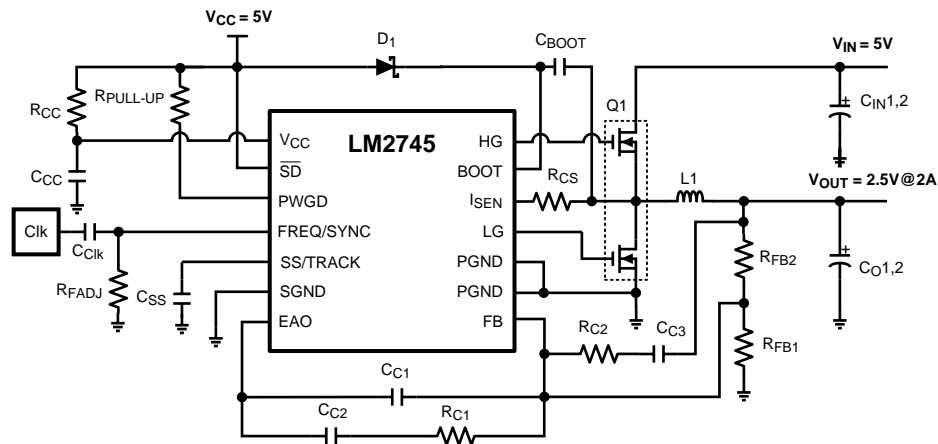 VCC = 5V
D1
CBOOT
VIN = 5V
RCC
RPULL-UP
Q1
CIN1,2
LM2745
VCC
HG
CCC
SD
BOOT
RCS
L1
VOUT = 2.5V@2A
PWGD
ISEN
Clk
CClk
FREQ/SYNC
LG
RFADJ
CSS
SS/TRACK
PGND
RFB2
CO1,2
SGND
PGND
EAO
FB
RC2
CC3
RFB1
CC1
CC2
RC1